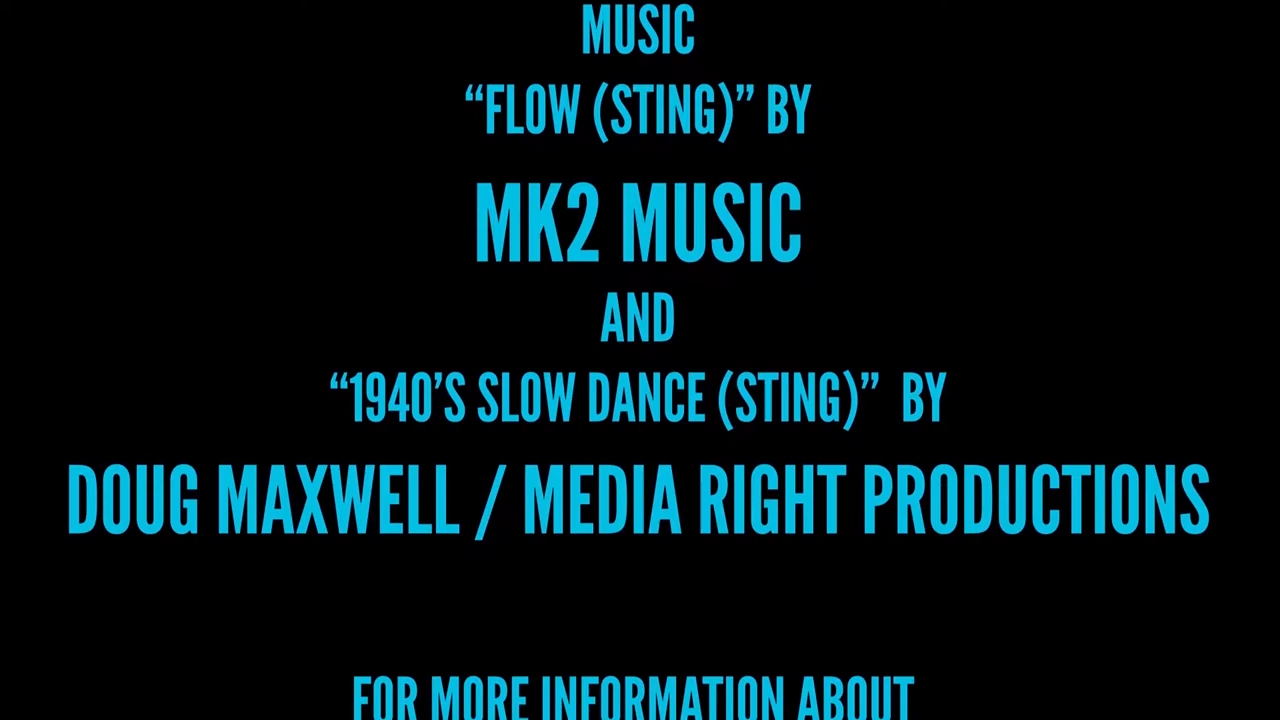 MUSIC
“FLOW (STING)” BY
MK2 MUSIC
AND
“1940’S SLOW DANCE (STING)”  BY
DOUG MAXWELL / MEDIA RIGHT PRODUCTIONS
FOR MORE INFORMATION ABOUT